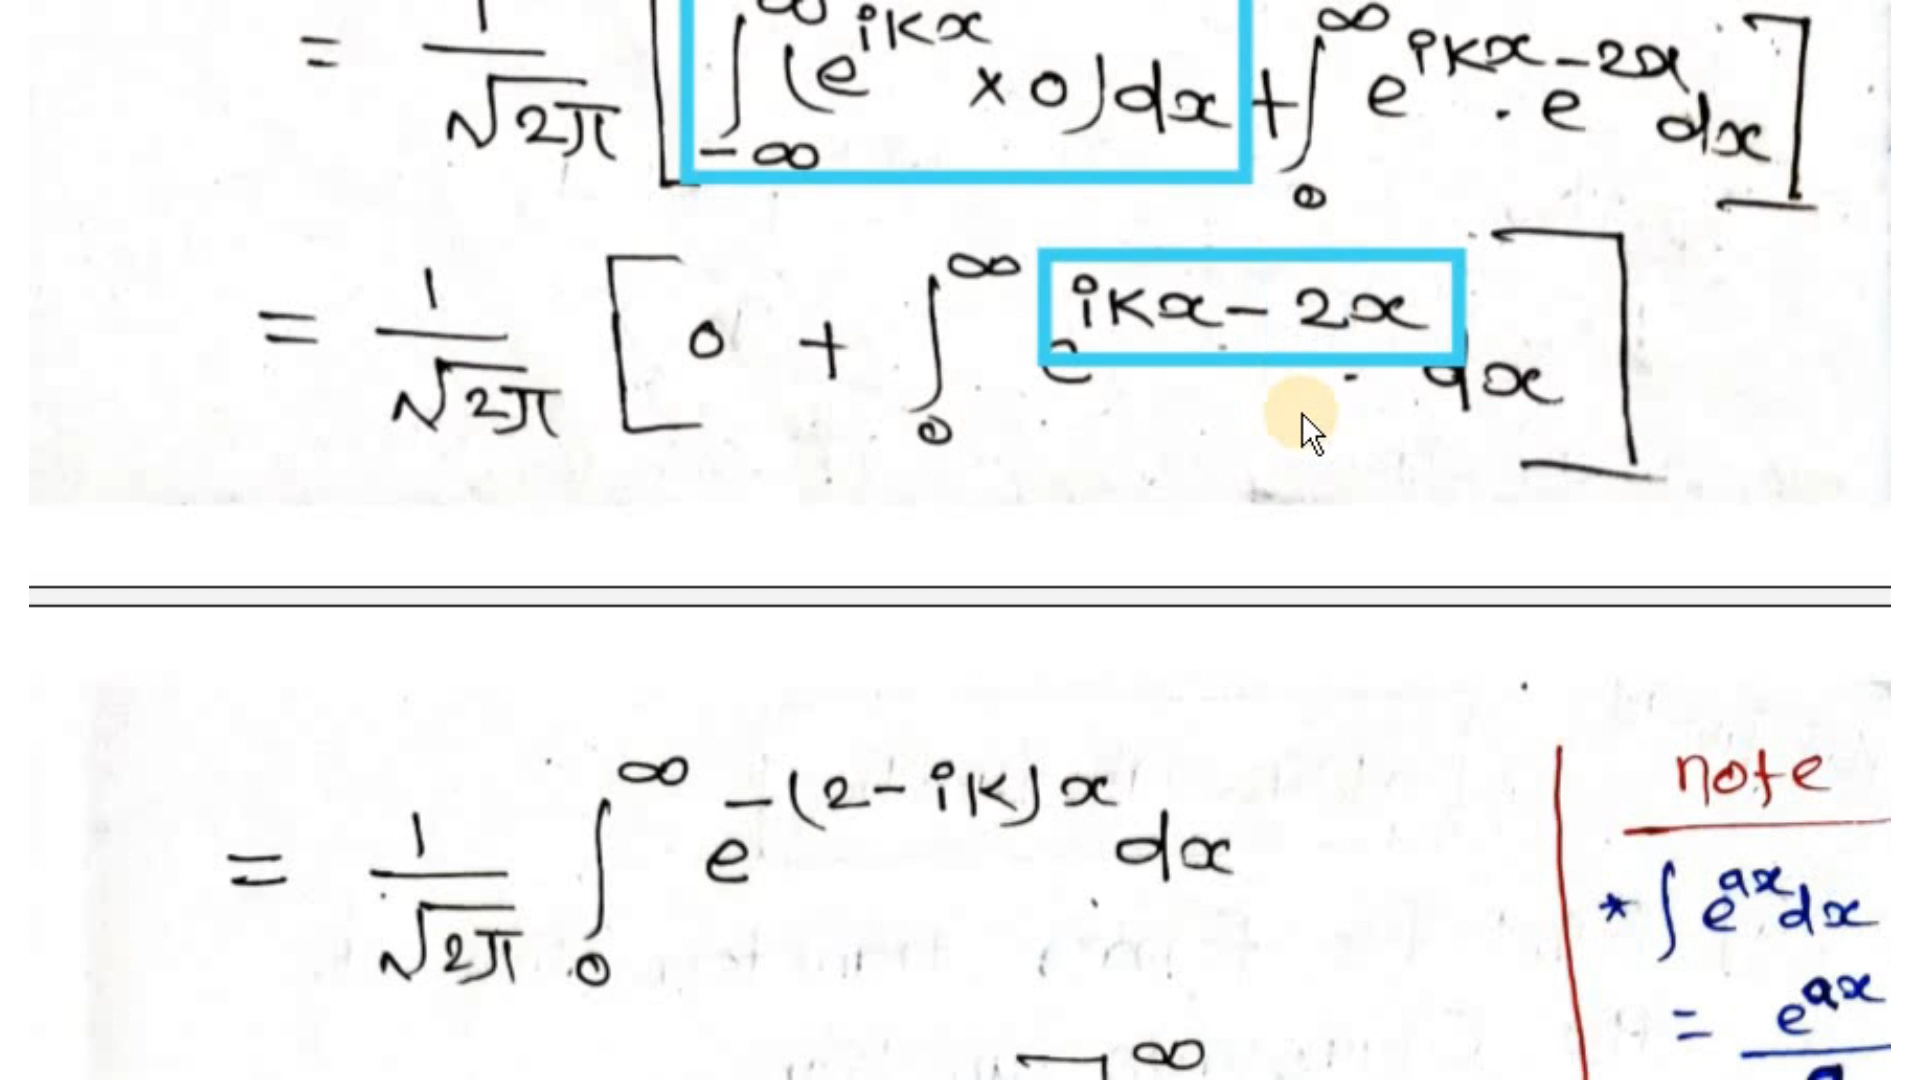 = 1/√2π [ ∫_{-∞}^{∞} (e^{ikx} × 0) dx + ∫_0^∞ e^{ikx} · e^{-2x} dx ]
= 1/√2π [ 0 + ∫_0^∞ e^{ikx - 2x} · dx ]
= 1/√2π ∫_0^∞ e^{-(2-ik)x} dx
note
* ∫ e^{ax} dx
= e^{ax}/a
]^∞